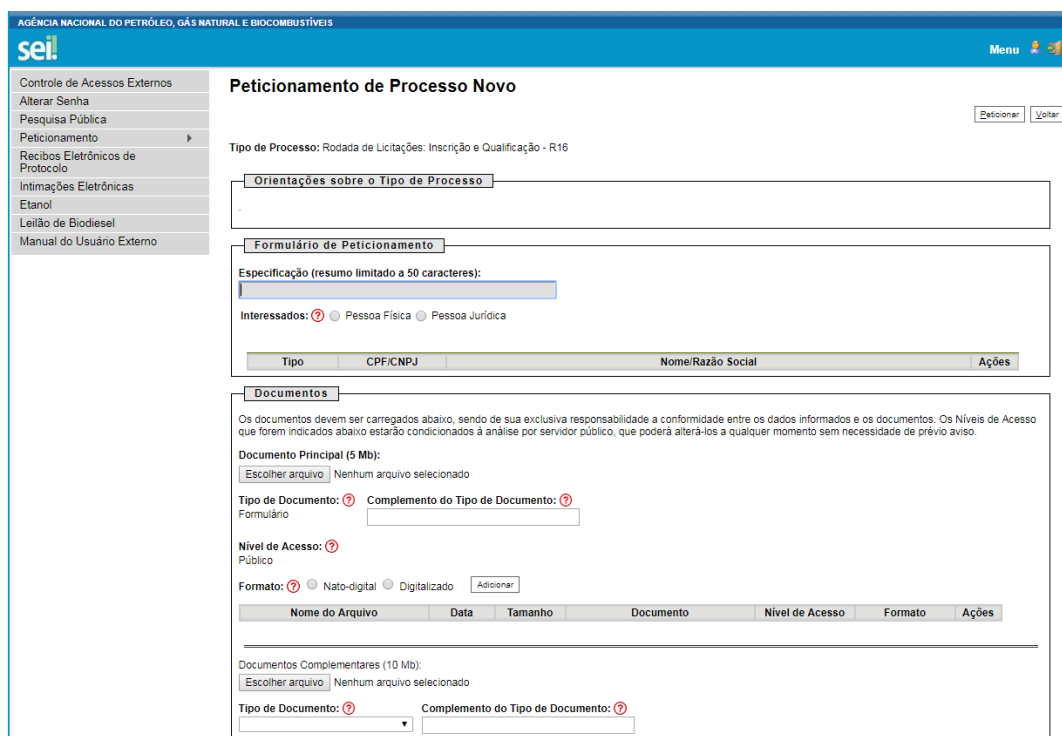 AGÊNCIA NACIONAL DO PETRÓLEO, GÁS NATURAL E BIOCOMBUSTÍVEIS
sei!
Menu
Controle de Acessos Externos
Alterar Senha
Pesquisa Pública
Peticionamento
Recibos Eletrônicos de
Protocolo
Intimações Eletrônicas
Etanol
Leilão de Biodiesel
Manual do Usuário Externo
Peticionamento de Processo Novo
Peticionar Voltar
Tipo de Processo: Rodada de Licitações: Inscrição e Qualificação - R16
Orientações sobre o Tipo de Processo
.
Formulário de Peticionamento
Especificação (resumo limitado a 50 caracteres):
Interessados: ? Pessoa Física Pessoa Jurídica
Tipo CPF/CNPJ Nome/Razão Social Ações
Documentos
Os documentos devem ser carregados abaixo, sendo de sua exclusiva responsabilidade a conformidade entre os dados informados e os documentos. Os Níveis de Acesso
que forem indicados abaixo estarão condicionados à análise por servidor público, que poderá alterá-los a qualquer momento sem necessidade de prévio aviso.
Documento Principal (5 Mb):
Escolher arquivo Nenhum arquivo selecionado
Tipo de Documento: ? Complemento do Tipo de Documento: ?
Formulário
Nível de Acesso: ?
Público
Formato: ? Nato-digital Digitalizado Adicionar
Nome do Arquivo Data Tamanho Documento Nível de Acesso Formato Ações
Documentos Complementares (10 Mb):
Escolher arquivo Nenhum arquivo selecionado
Tipo de Documento: ? Complemento do Tipo de Documento: ?